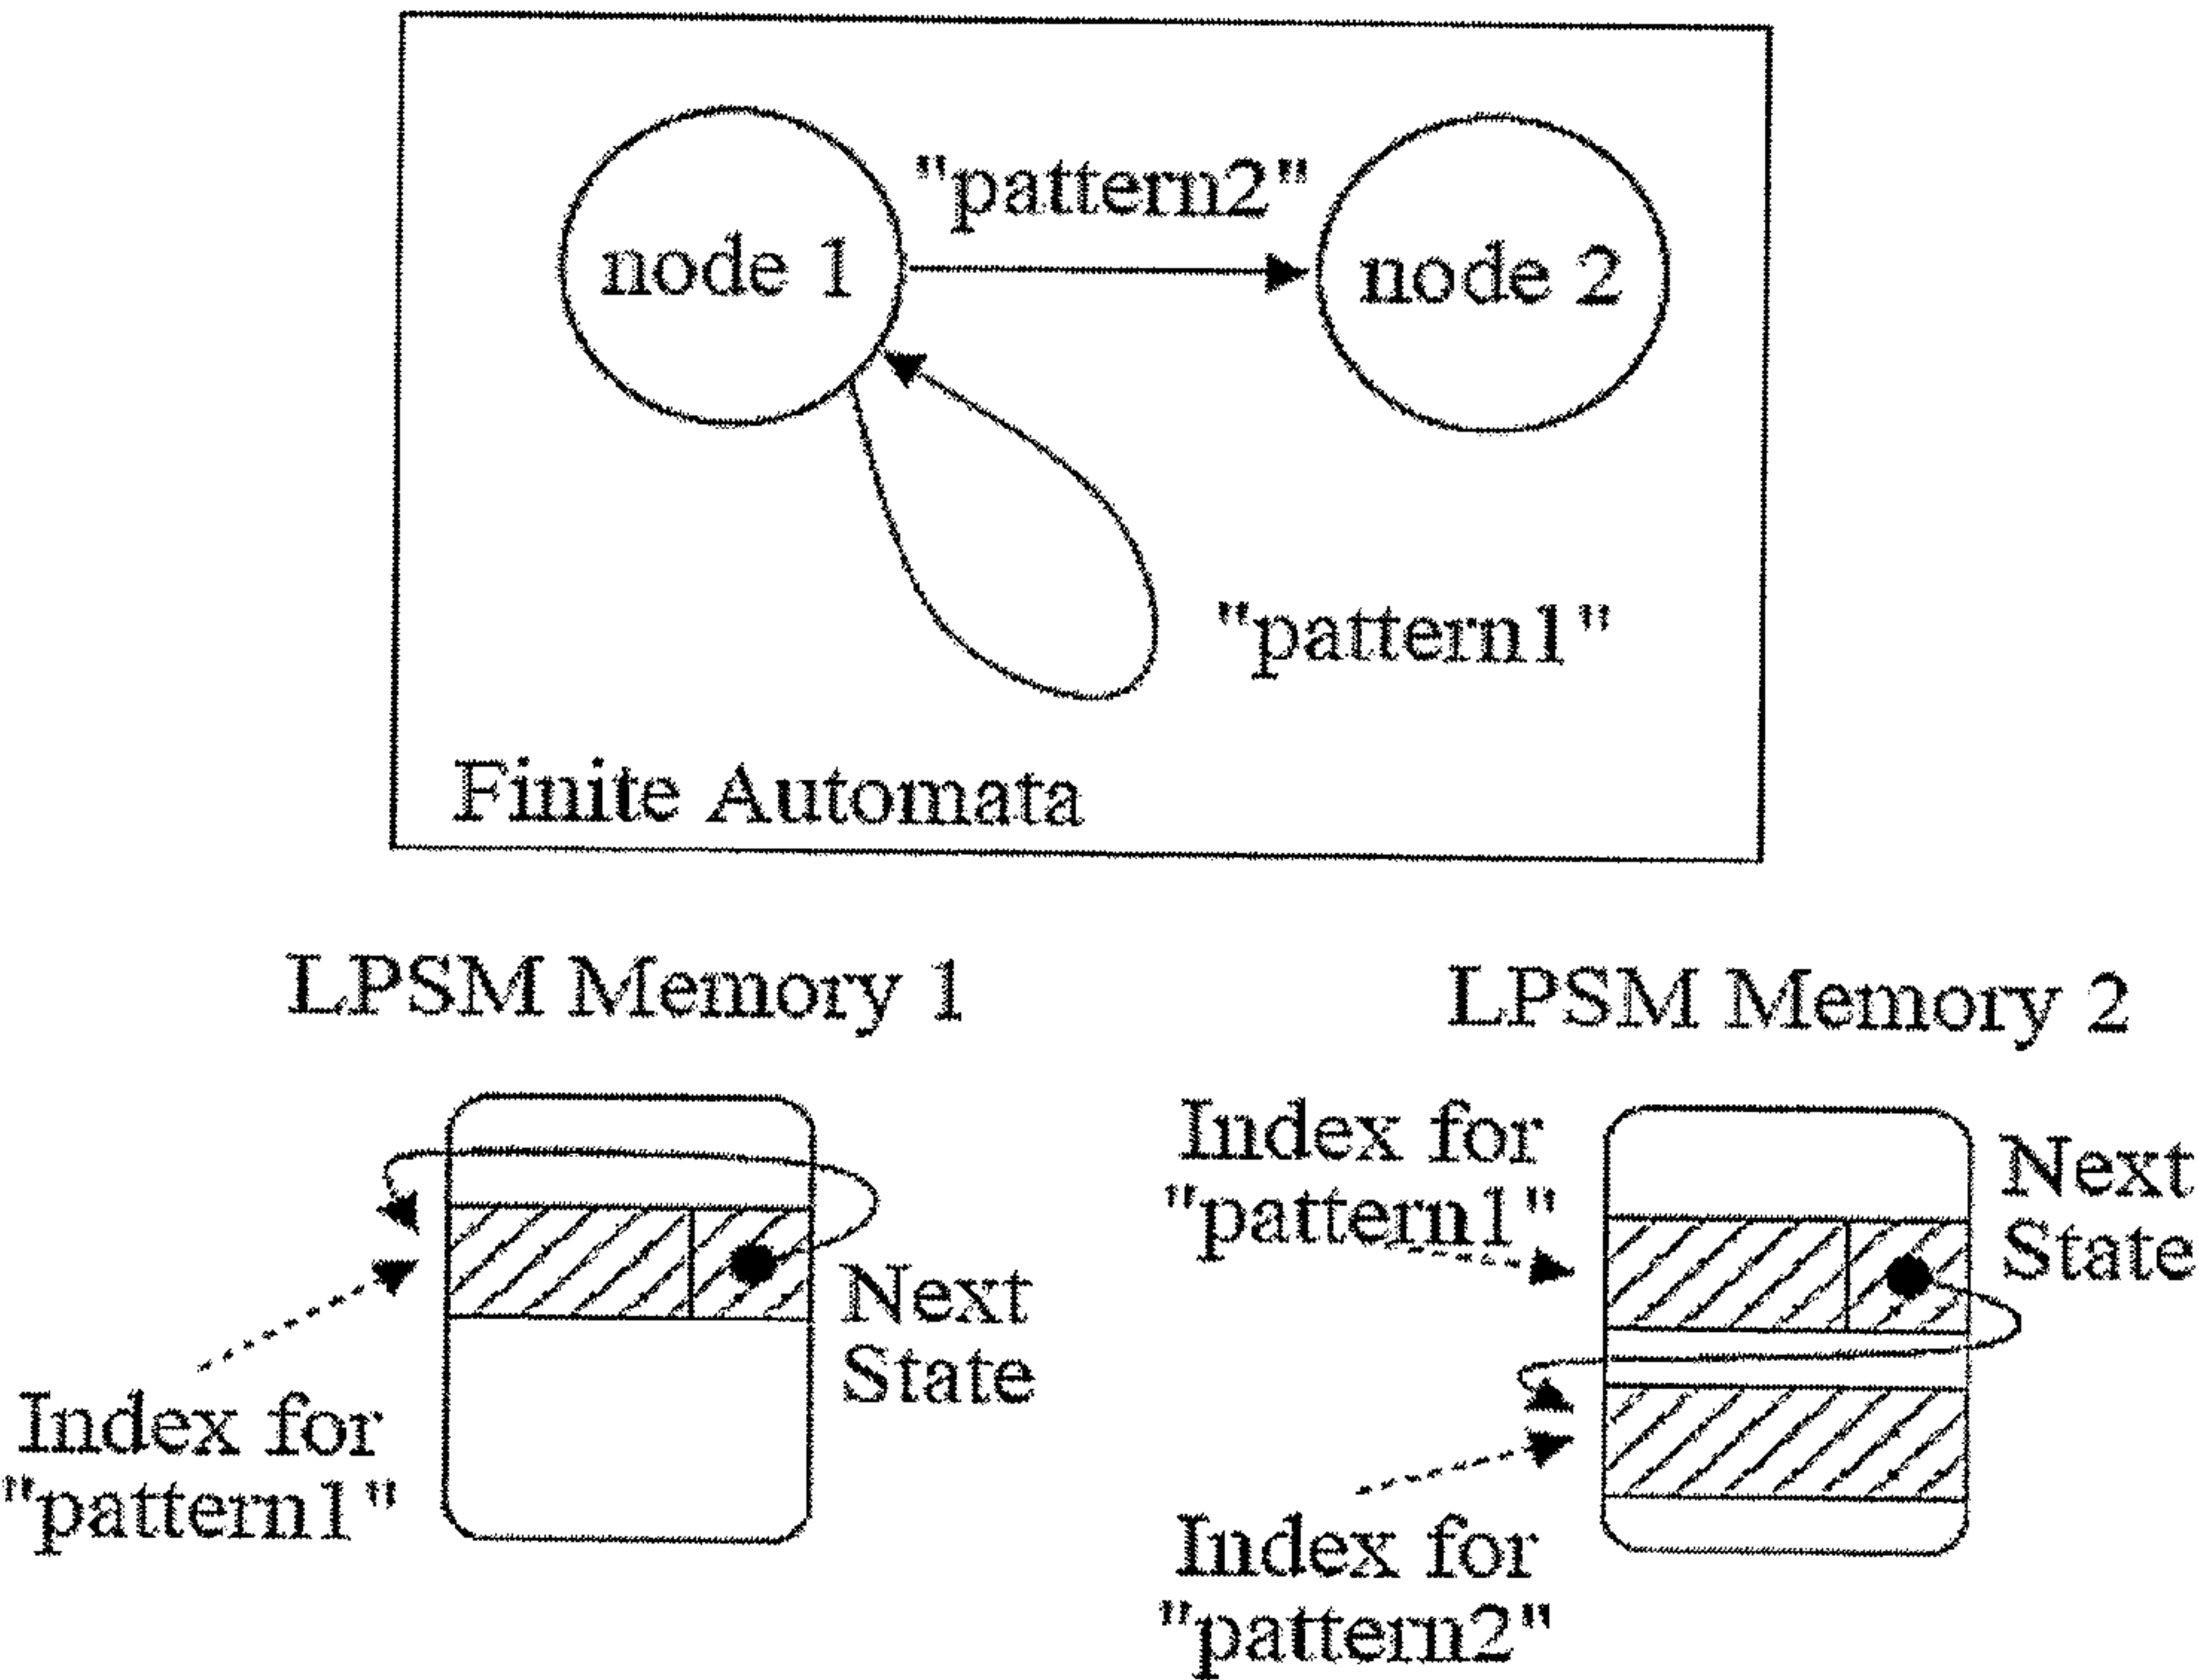 "pattern2"
node 1
node 2
"pattern1"
Finite Automata
LPSM Memory 1
LPSM Memory 2
Next
State
Index for
"pattern1"
Index for
"pattern1"
Next
State
Index for
"pattern2"